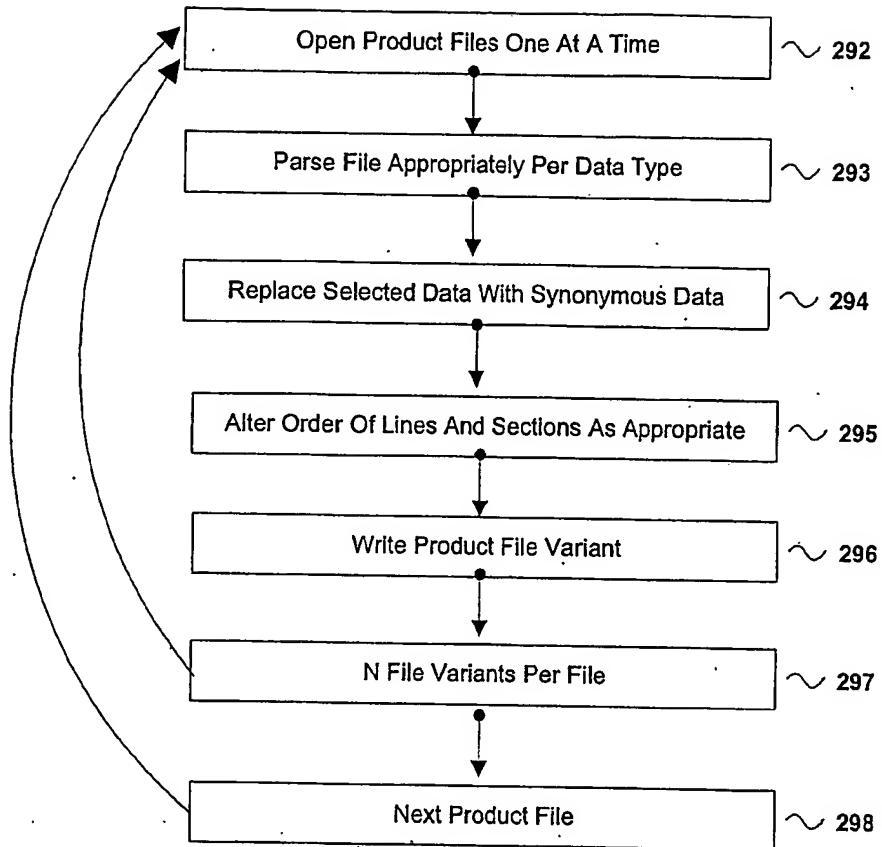 Open Product Files One At A Time 292
Parse File Appropriately Per Data Type 293
Replace Selected Data With Synonymous Data 294
Alter Order Of Lines And Sections As Appropriate 295
Write Product File Variant 296
N File Variants Per File 297
Next Product File 298